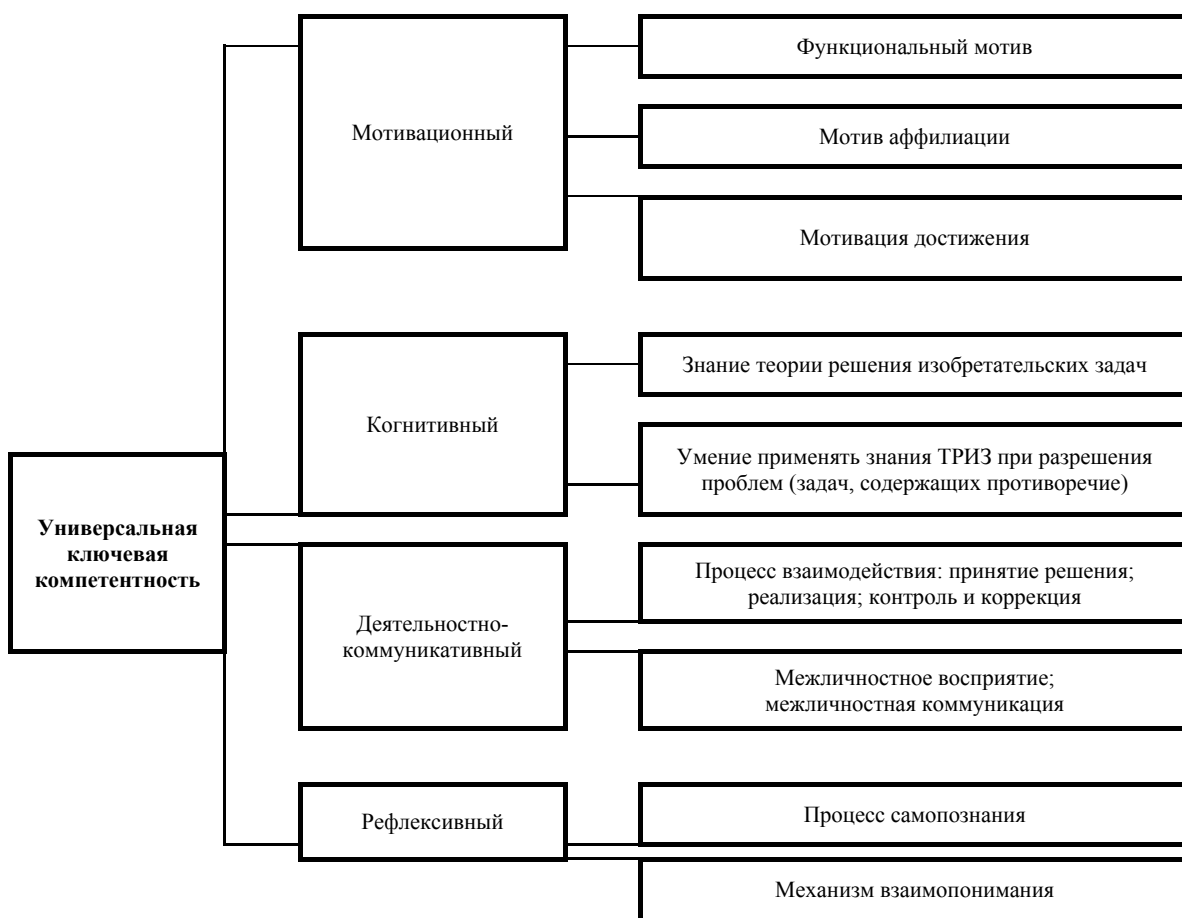 Универсальная
ключевая
компетентность
Мотивационный
Функциональный мотив
Мотив аффилиации
Мотивация достижения
Когнитивный
Знание теории решения изобретательских задач
Умение применять знания ТРИЗ при разрешения
проблем (задач, содержащих противоречие)
Деятельностно-
коммуникативный
Процесс взаимодействия: принятие решения;
реализация; контроль и коррекция
Межличностное восприятие;
межличностная коммуникация
Рефлексивный
Процесс самопознания
Механизм взаимопонимания